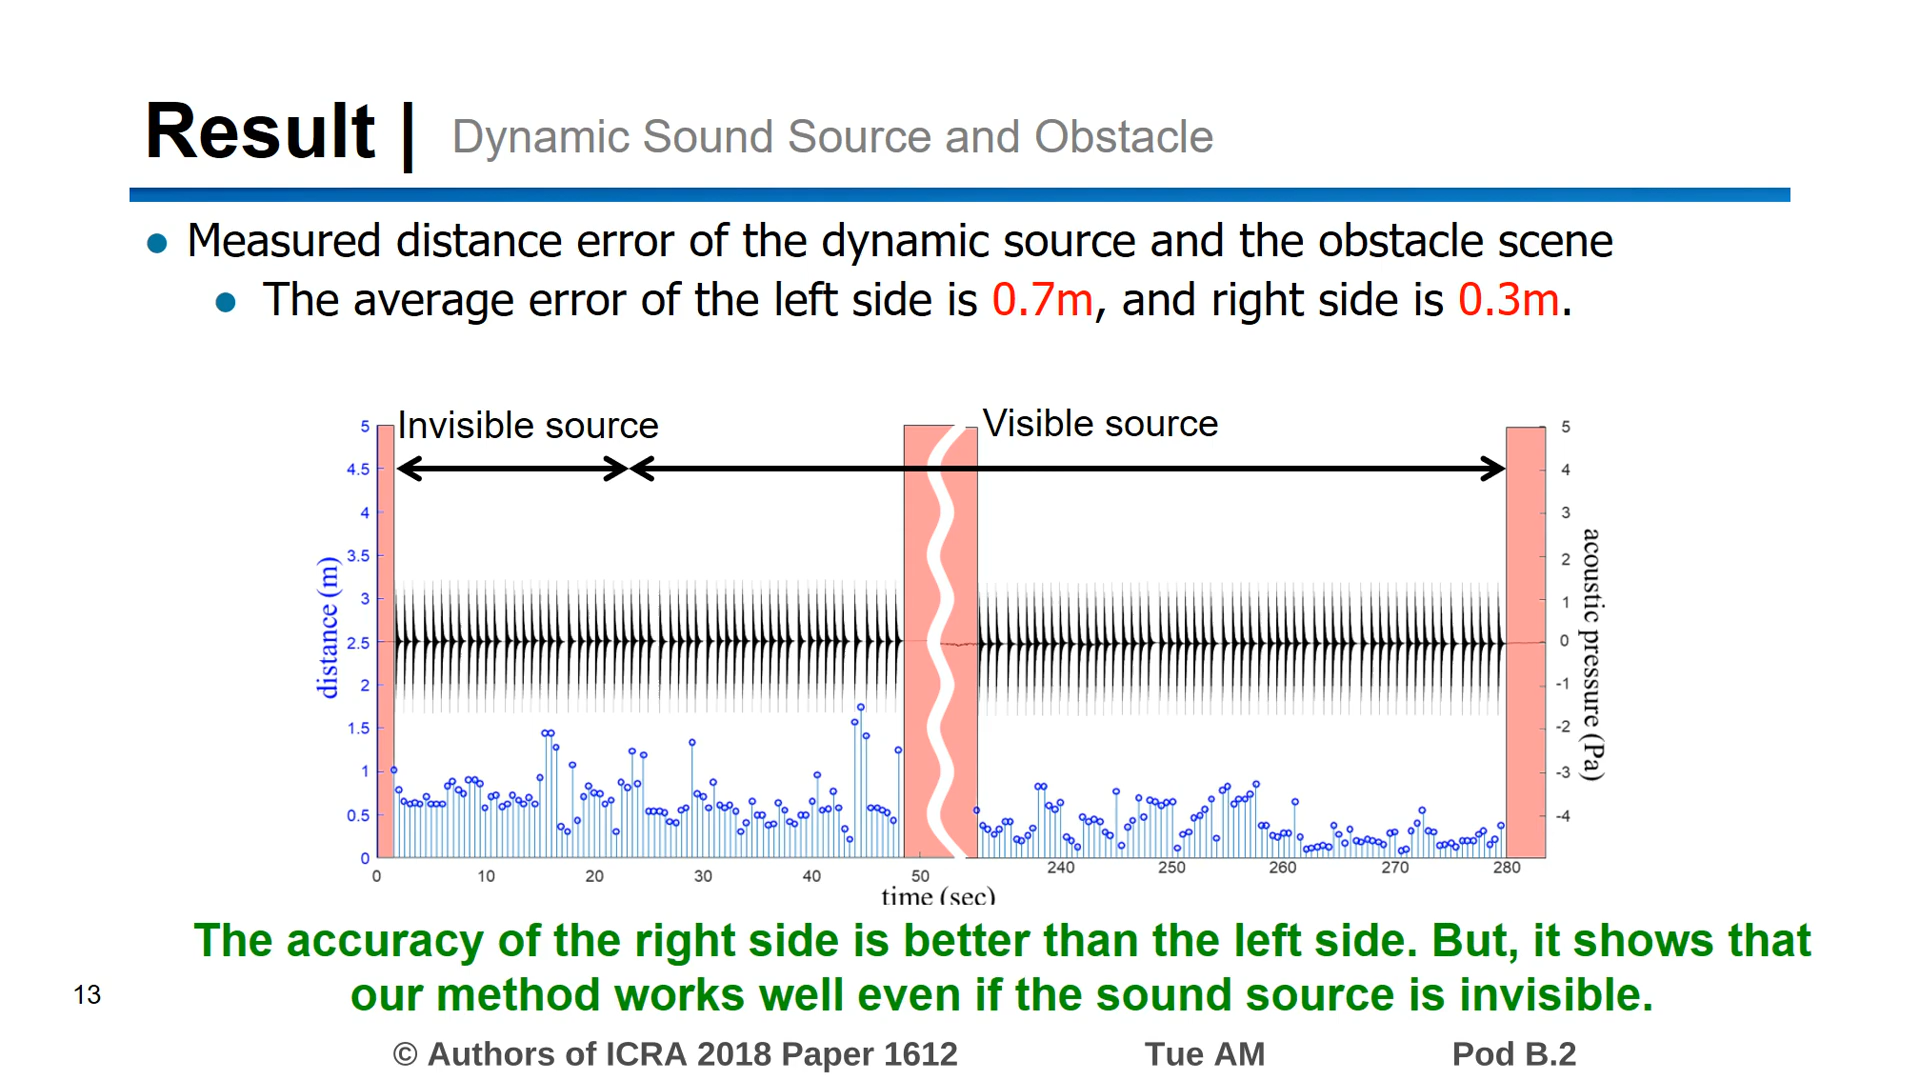 Result | Dynamic Sound Source and Obstacle
Measured distance error of the dynamic source and the obstacle scene
The average error of the left side is 0.7m, and right side is 0.3m.
Invisible source
Visible source
distance (m)
5
4.5
4
3.5
3
2.5
2
1.5
1
0.5
0
0 10 20 30 40 50
240 250 260 270 280
time (sec)
5
4
3
2
1
0
-1
-2
-3
-4
acoustic pressure (Pa)
The accuracy of the right side is better than the left side. But, it shows that
our method works well even if the sound source is invisible.
13
© Authors of ICRA 2018 Paper 1612 Tue AM Pod B.2